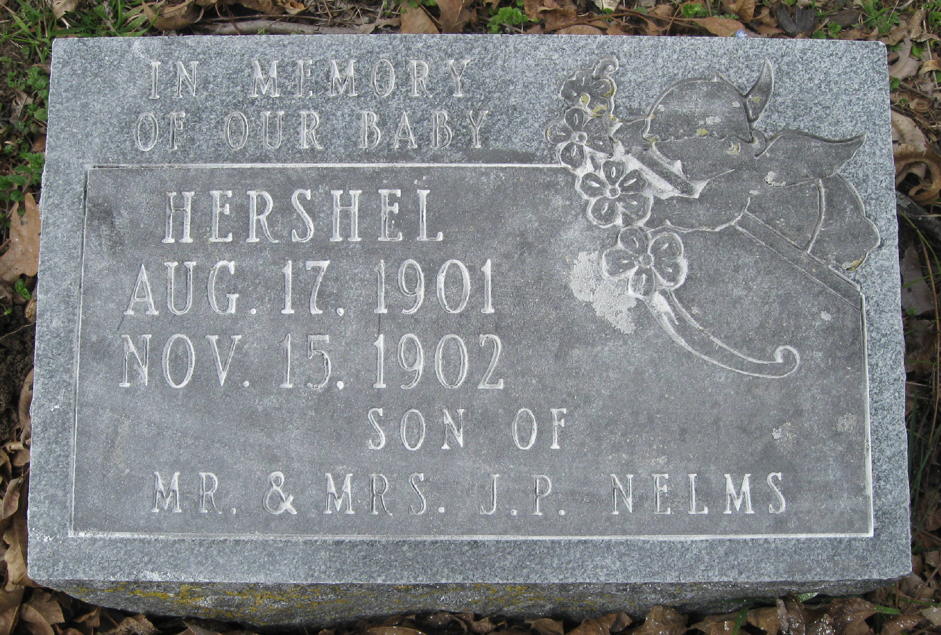 IN MEMORY
OF OUR BABY
HERSHEL
AUG. 17, 1901
NOV. 15, 1902
SON OF
MR. & MRS. J.P. NELMS